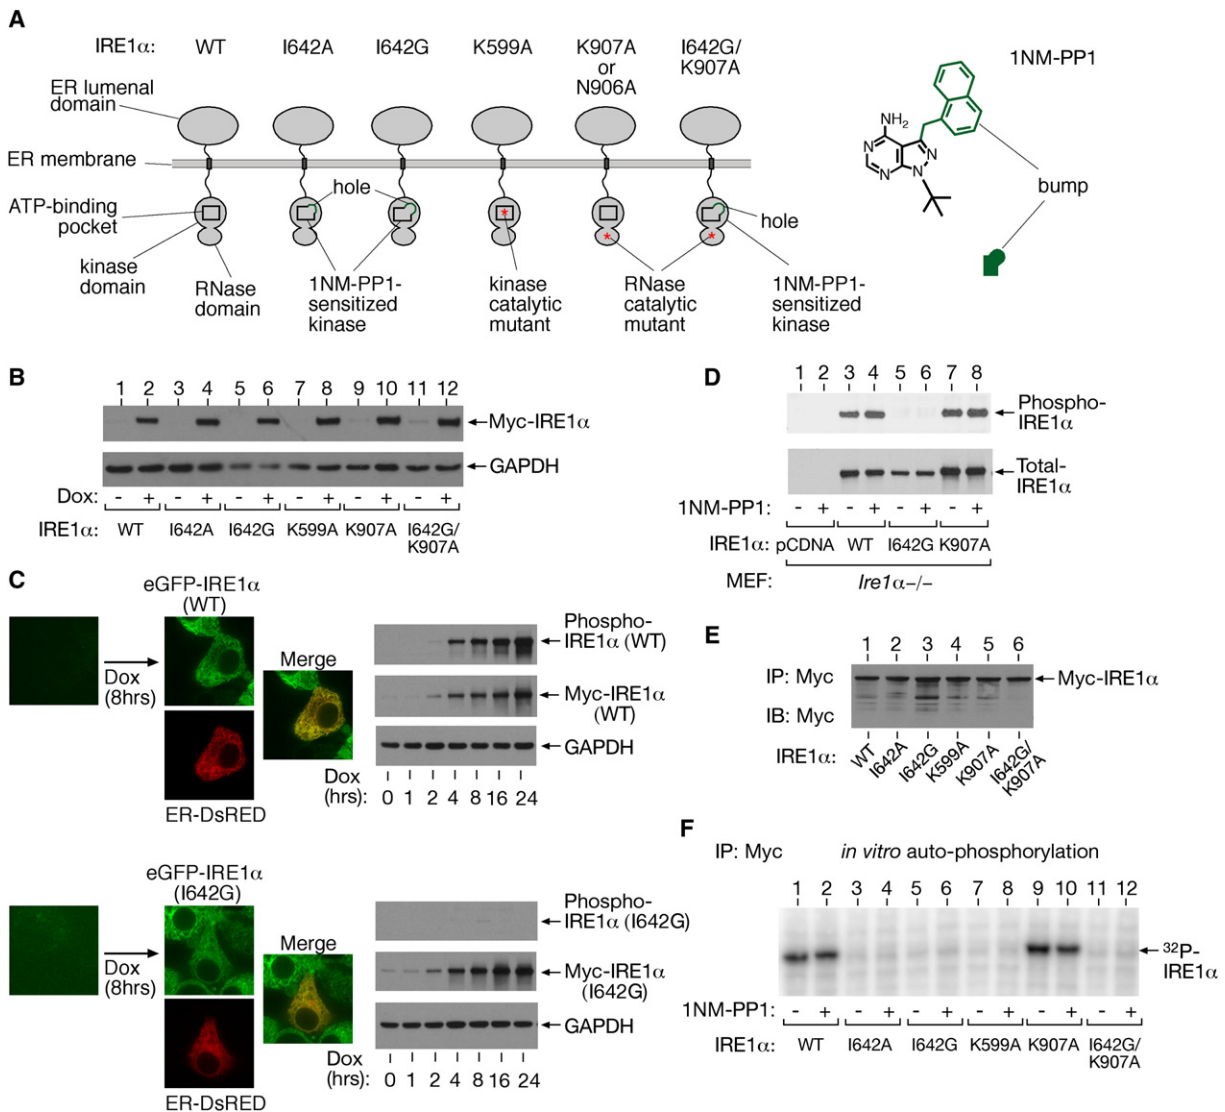 A
IRE1α: WT I642A I642G K599A K907A or N906A I642G/ K907A
1NM-PP1
ER lumenal
domain
NH₂
N
N
N
N
N
ER membrane
hole
bump
ATP-binding
pocket
hole
kinase
domain
RNase
domain
1NM-PP1-
sensitized
kinase
kinase
catalytic
mutant
RNase
catalytic
mutant
1NM-PP1-
sensitized
kinase
B
1 2 3 4 5 6 7 8 9 10 11 12
Myc-IRE1α
GAPDH
Dox: - + - + - + - + - + - +
IRE1α: WT I642A I642G K599A K907A I642G/
K907A
C
eGFP-IRE1α
(WT)
Dox
(8hrs)
Merge
ER-DsRED
Phospho-
IRE1α (WT)
Myc-IRE1α
(WT)
GAPDH
Dox
(hrs): 0 1 2 4 8 16 24
eGFP-IRE1α
(I642G)
Dox
(8hrs)
Merge
ER-DsRED
Phospho-
IRE1α (I642G)
Myc-IRE1α
(I642G)
GAPDH
Dox
(hrs): 0 1 2 4 8 16 24
D
1 2 3 4 5 6 7 8
Phospho-
IRE1α
Total-
IRE1α
1NM-PP1: - + - + - + - +
IRE1α: pCDNA WT I642G K907A
MEF: Ire1α−/−
E
1 2 3 4 5 6
IP: Myc
Myc-IRE1α
IB: Myc
IRE1α: WT I642A I642G K599A K907A I642G/
K907A
F
IP: Myc in vitro auto-phosphorylation
1 2 3 4 5 6 7 8 9 10 11 12
³²P-
IRE1α
1NM-PP1: - + - + - + - + - + - +
IRE1α: WT I642A I642G K599A K907A I642G/
K907A